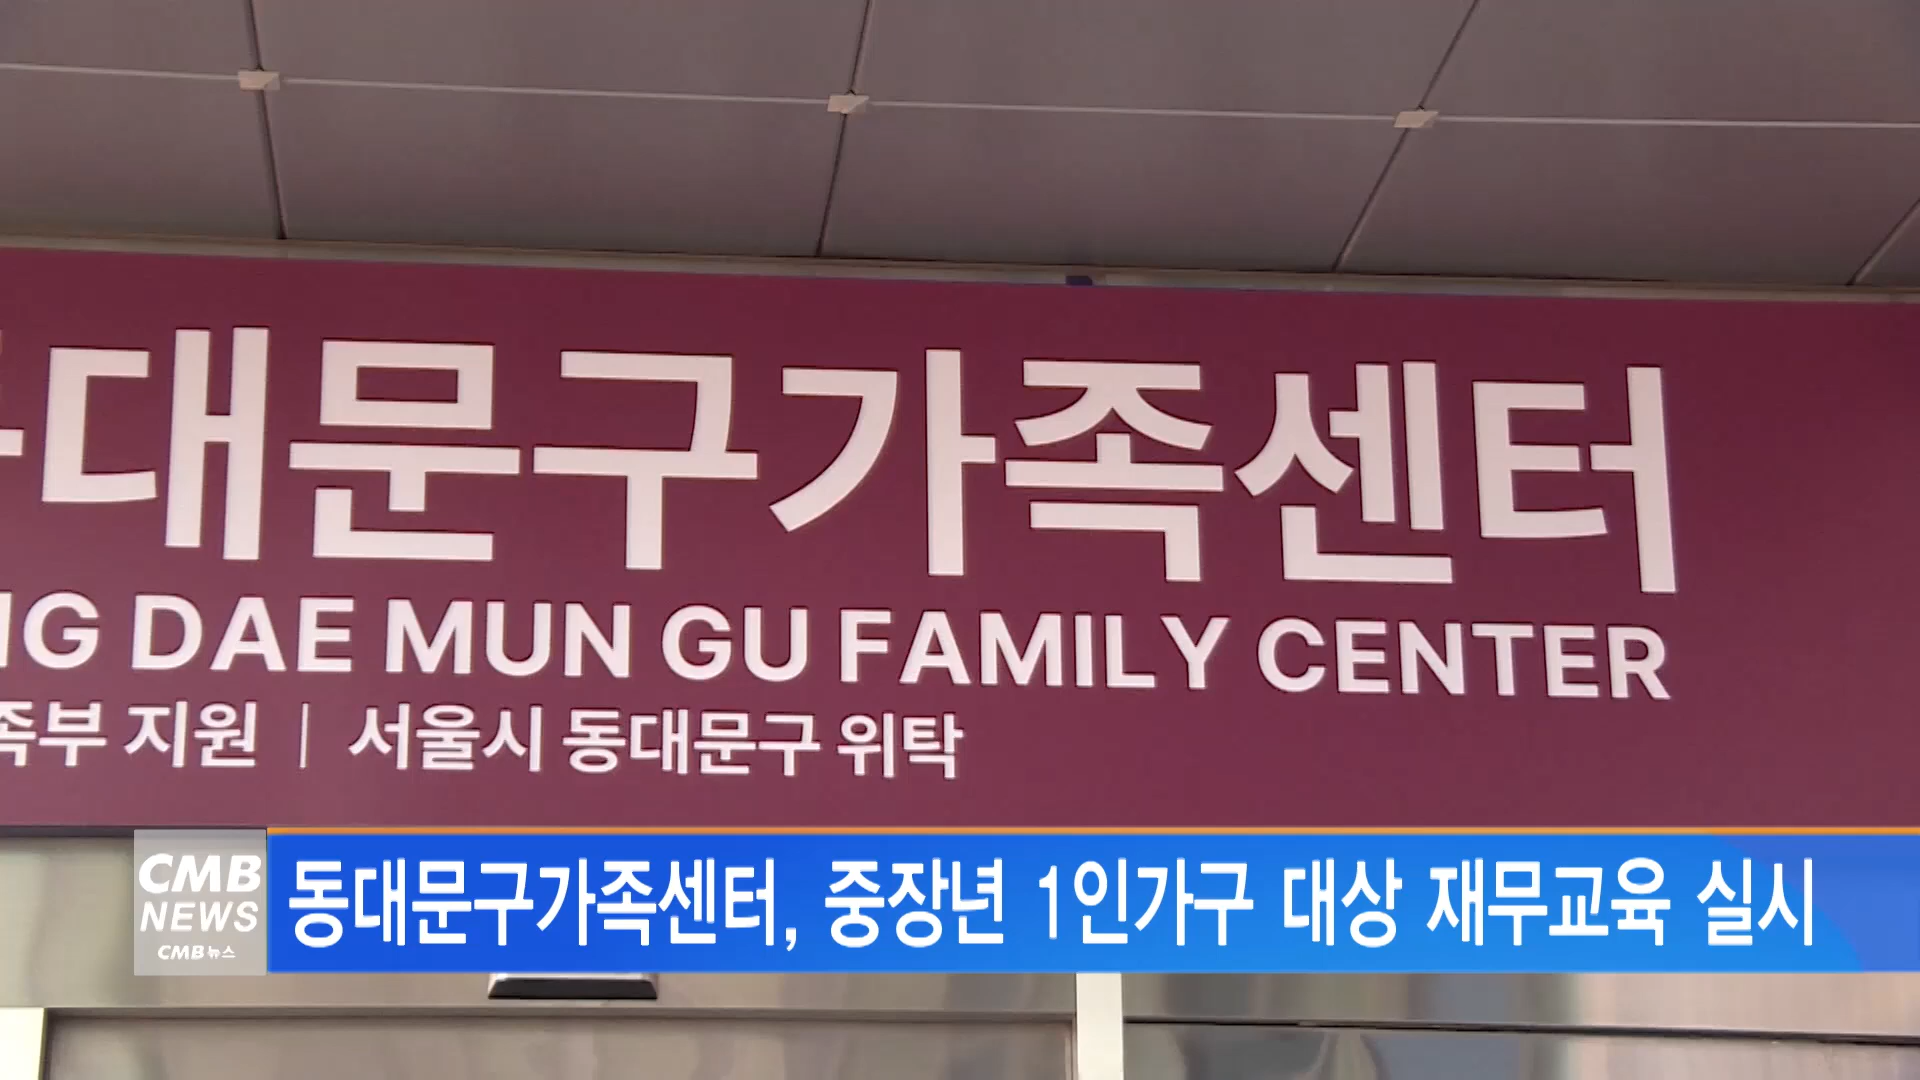 대문구가족센터
NG DAE MUN GU FAMILY CENTER
족부 지원 | 서울시 동대문구 위탁
CMB
NEWS
CMB뉴스
동대문구가족센터, 중장년 1인가구 대상 재무교육 실시